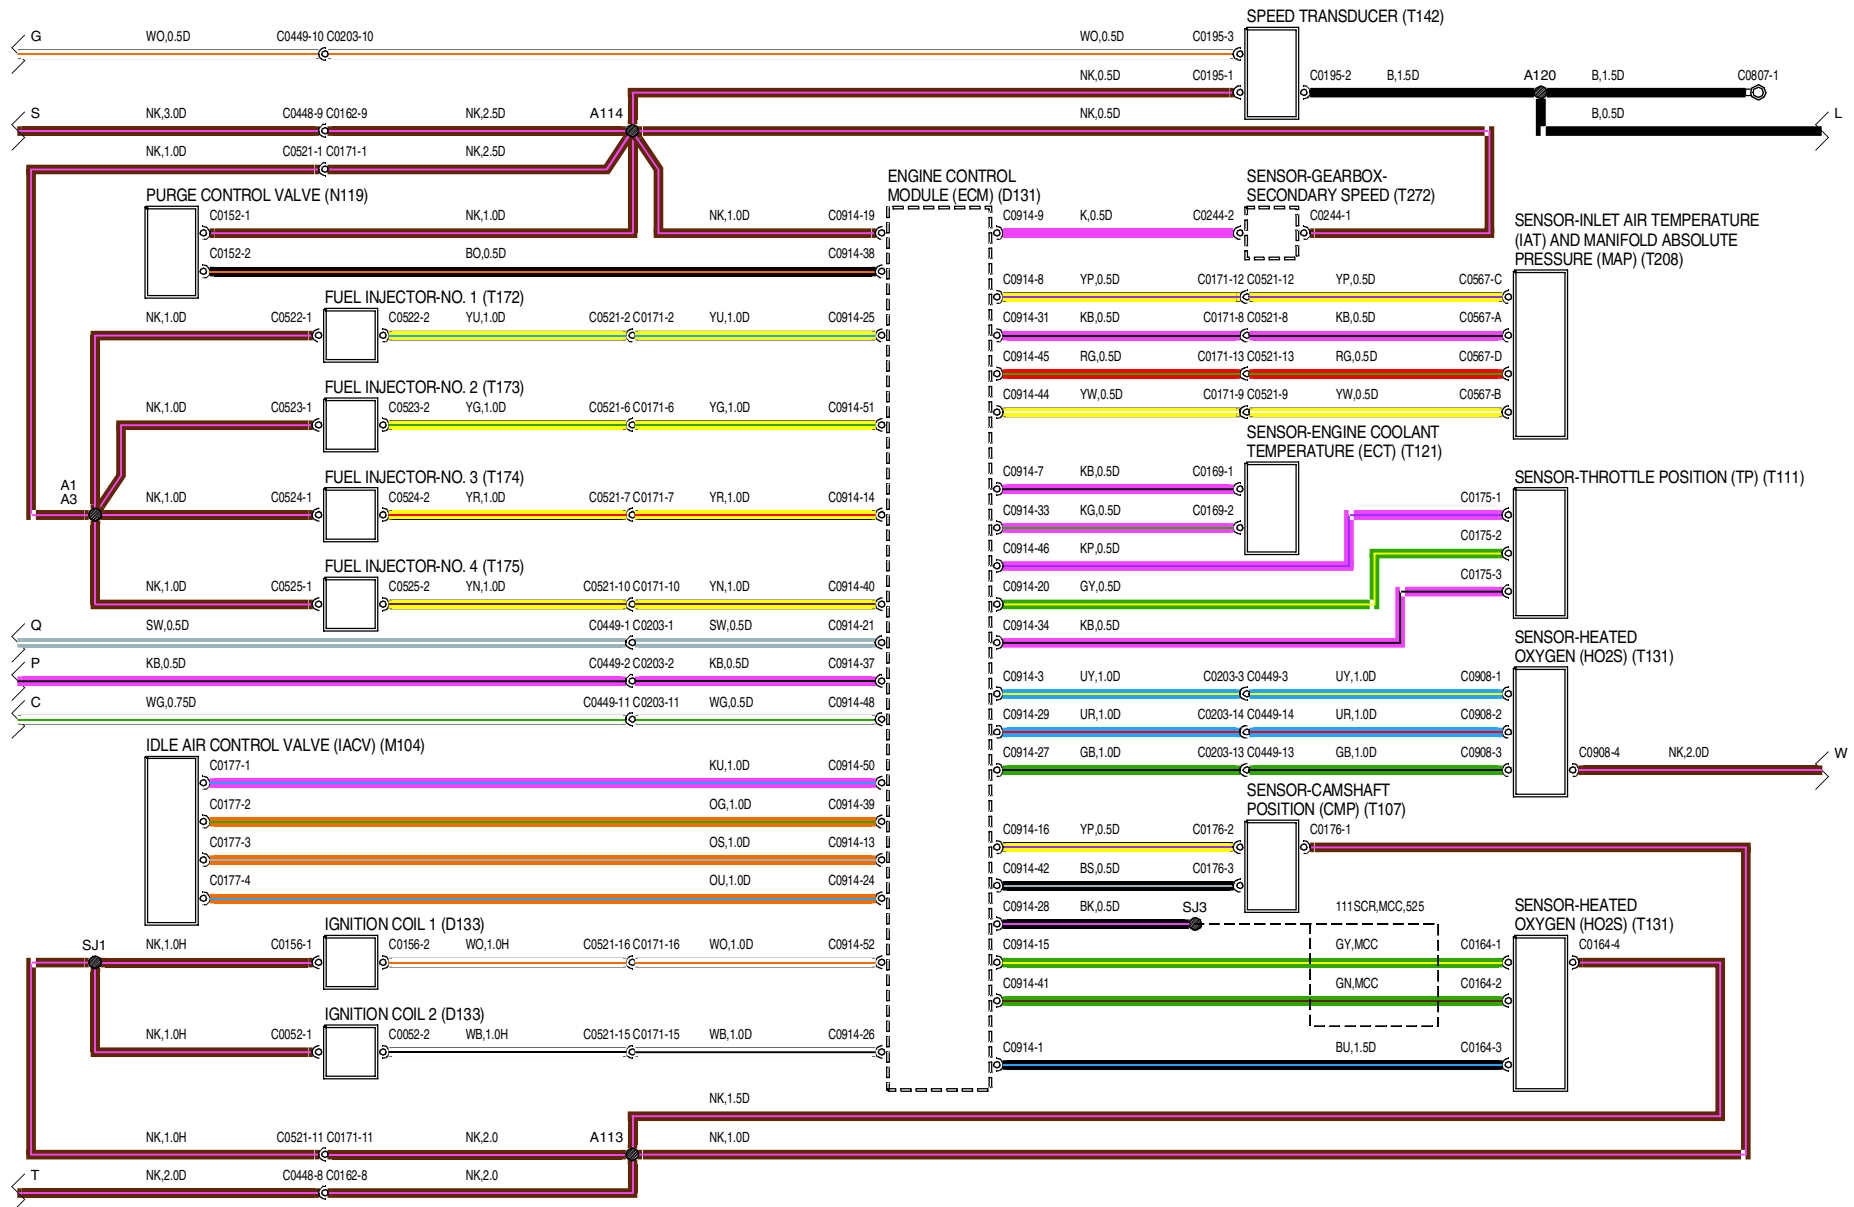 SPEED TRANSDUCER (T142)
G WO,0.5D C0449-10 C0203-10 WO,0.5D C0195-3
NK,0.5D C0195-1 C0195-2 B,1.5D A120 B,1.5D C0807-1
S NK,3.0D C0448-9 C0162-9 NK,2.5D A114 NK,0.5D B,0.5D L
NK,1.0D C0521-1 C0171-1 NK,2.5D
ENGINE CONTROL
MODULE (ECM) (D131)
SENSOR-GEARBOX-
SECONDARY SPEED (T272)
PURGE CONTROL VALVE (N119)
C0152-1 NK,1.0D NK,1.0D C0914-19 C0914-9 K,0.5D C0244-2 C0244-1
SENSOR-INLET AIR TEMPERATURE
(IAT) AND MANIFOLD ABSOLUTE
PRESSURE (MAP) (T208)
C0152-2 BO,0.5D C0914-38
C0914-8 YP,0.5D C0171-12 C0521-12 YP,0.5D C0567-C
FUEL INJECTOR-NO. 1 (T172)
NK,1.0D C0522-1 C0522-2 YU,1.0D C0521-2 C0171-2 YU,1.0D C0914-25
C0914-31 KB,0.5D C0171-8 C0521-8 KB,0.5D C0567-A
C0914-45 RG,0.5D C0171-13 C0521-13 RG,0.5D C0567-D
FUEL INJECTOR-NO. 2 (T173)
NK,1.0D C0523-1 C0523-2 YG,1.0D C0521-6 C0171-6 YG,1.0D C0914-51
C0914-44 YW,0.5D C0171-9 C0521-9 YW,0.5D C0567-B
SENSOR-ENGINE COOLANT
TEMPERATURE (ECT) (T121)
C0914-7 KB,0.5D C0169-1
SENSOR-THROTTLE POSITION (TP) (T111)
A1
A3
FUEL INJECTOR-NO. 3 (T174)
NK,1.0D C0524-1 C0524-2 YR,1.0D C0521-7 C0171-7 YR,1.0D C0914-14
C0175-1
C0914-33 KG,0.5D C0169-2
C0175-2
C0914-46 KP,0.5D
C0175-3
FUEL INJECTOR-NO. 4 (T175)
NK,1.0D C0525-1 C0525-2 YN,1.0D C0521-10 C0171-10 YN,1.0D C0914-40
C0914-20 GY,0.5D
Q SW,0.5D C0449-1 C0203-1 SW,0.5D C0914-21
C0914-34 KB,0.5D
SENSOR-HEATED
OXYGEN (HO2S) (T131)
P KB,0.5D C0449-2 C0203-2 KB,0.5D C0914-37
C0914-3 UY,1.0D C0203-3 C0449-3 UY,1.0D C0908-1
C WG,0.75D C0449-11 C0203-11 WG,0.5D C0914-48
C0914-29 UR,1.0D C0203-14 C0449-14 UR,1.0D C0908-2
C0914-27 GB,1.0D C0203-13 C0449-13 GB,1.0D C0908-3 C0908-4 NK,2.0D W
IDLE AIR CONTROL VALVE (IACV) (M104)
C0177-1 KU,1.0D C0914-50
C0177-2 OG,1.0D C0914-39
C0177-3 OS,1.0D C0914-13
C0177-4 OU,1.0D C0914-24
SENSOR-CAMSHAFT
POSITION (CMP) (T107)
C0914-16 YP,0.5D C0176-2 C0176-1
C0914-42 BS,0.5D C0176-3
C0914-28 BK,0.5D SJ3 111SCR,MCC,525
SENSOR-HEATED
OXYGEN (HO2S) (T131)
IGNITION COIL 1 (D133)
SJ1 NK,1.0H C0156-1 C0156-2 WO,1.0H C0521-16 C0171-16 WO,1.0D C0914-52
C0914-15 GY,MCC C0164-1 C0164-4
C0914-41 GN,MCC C0164-2
IGNITION COIL 2 (D133)
NK,1.0H C0052-1 C0052-2 WB,1.0H C0521-15 C0171-15 WB,1.0D C0914-26
C0914-1 BU,1.5D C0164-3
NK,1.5D
NK,1.0H C0521-11 C0171-11 NK,2.0 A113 NK,1.0D
T NK,2.0D C0448-8 C0162-8 NK,2.0